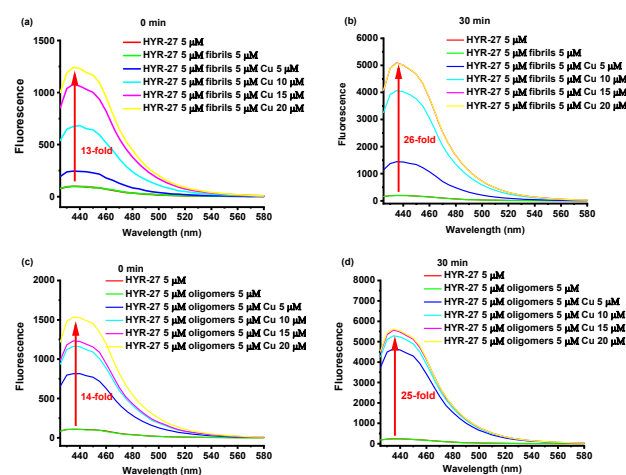 (a)
0 min
HYR-27 5 μM
HYR-27 5 μM fibrils 5 μM
HYR-27 5 μM fibrils 5 μM Cu 5 μM
HYR-27 5 μM fibrils 5 μM Cu 10 μM
HYR-27 5 μM fibrils 5 μM Cu 15 μM
HYR-27 5 μM fibrils 5 μM Cu 20 μM
13-fold
Fluorescence
1500
1250
1000
750
500
250
0
440 460 480 500 520 540 560 580
Wavelength (nm)
(b)
30 min
HYR-27 5 μM
HYR-27 5 μM fibrils 5 μM
HYR-27 5 μM fibrils 5 μM Cu 5 μM
HYR-27 5 μM fibrils 5 μM Cu 10 μM
HYR-27 5 μM fibrils 5 μM Cu 15 μM
HYR-27 5 μM fibrils 5 μM Cu 20 μM
26-fold
Fluorescence
6000
5000
4000
3000
2000
1000
0
440 460 480 500 520 540 560 580
Wavelength (nm)
(c)
0 min
HYR-27 5 μM
HYR-27 5 μM oligomers 5 μM
HYR-27 5 μM oligomers 5 μM Cu 5 μM
HYR-27 5 μM oligomers 5 μM Cu 10 μM
HYR-27 5 μM oligomers 5 μM Cu 15 μM
HYR-27 5 μM oligomers 5 μM Cu 20 μM
14-fold
Fluorescence
2000
1500
1000
500
0
440 460 480 500 520 540 560 580
Wavelength (nm)
(d)
30 min
HYR-27 5 μM
HYR-27 5 μM oligomers 5 μM
HYR-27 5 μM oligomers 5 μM Cu 5 μM
HYR-27 5 μM oligomers 5 μM Cu 10 μM
HYR-27 5 μM oligomers 5 μM Cu 15 μM
HYR-27 5 μM oligomers 5 μM Cu 20 μM
25-fold
Fluorescence
8000
7000
6000
5000
4000
3000
2000
1000
0
440 460 480 500 520 540 560 580
Wavelength (nm)